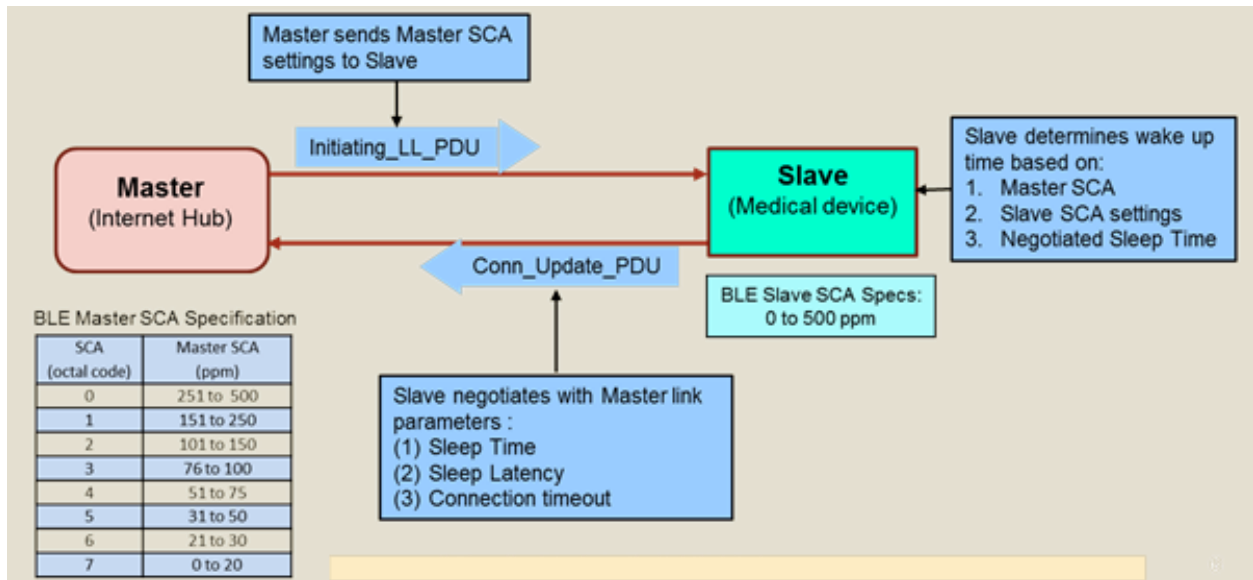 Master sends Master SCA
settings to Slave
Initiating_LL_PDU
Master
(Internet Hub)
Slave
(Medical device)
Slave determines wake up
time based on:
1. Master SCA
2. Slave SCA settings
3. Negotiated Sleep Time
Conn_Update_PDU
BLE Slave SCA Specs:
0 to 500 ppm
BLE Master SCA Specification
SCA
(octal code)
Master SCA
(ppm)
0 251 to 500
1 151 to 250
2 101 to 150
3 76 to 100
4 51 to 75
5 31 to 50
6 21 to 30
7 0 to 20
Slave negotiates with Master link
parameters :
(1) Sleep Time
(2) Sleep Latency
(3) Connection timeout